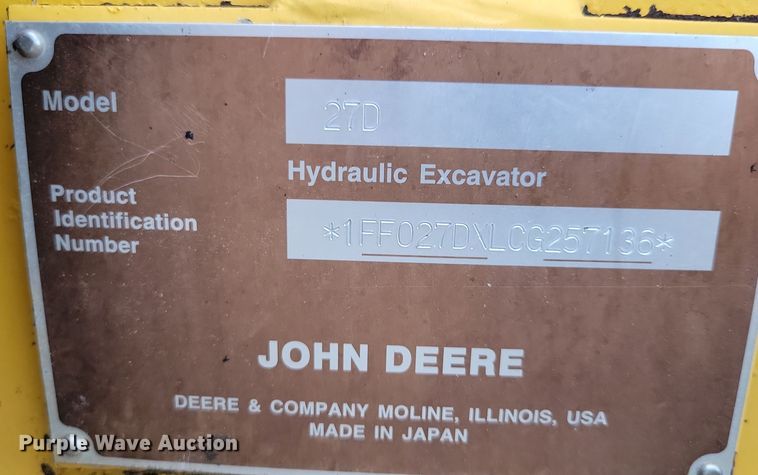 Model
27D
Hydraulic Excavator
Product
Identification
Number
*1FF027DXLCG257136*
JOHN DEERE
DEERE & COMPANY MOLINE, ILLINOIS, USA
MADE IN JAPAN
Purple Wave Auction